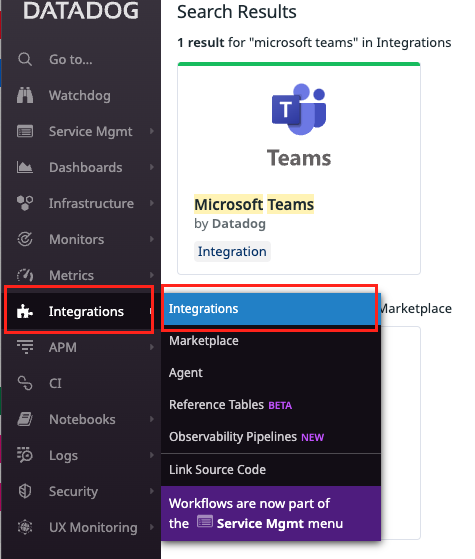 DATADOG
Go to...
Watchdog
Service Mgmt
Dashboards
Infrastructure
Monitors
Metrics
Integrations
APM
CI
Notebooks
Logs
Security
UX Monitoring
Search Results
1 result for "microsoft teams" in Integrations
T
Teams
Microsoft Teams
by Datadog
Integration
Marketplace
Integrations
Marketplace
Agent
Reference Tables BETA
Observability Pipelines NEW
Link Source Code
Workflows are now part of
the Service Mgmt menu